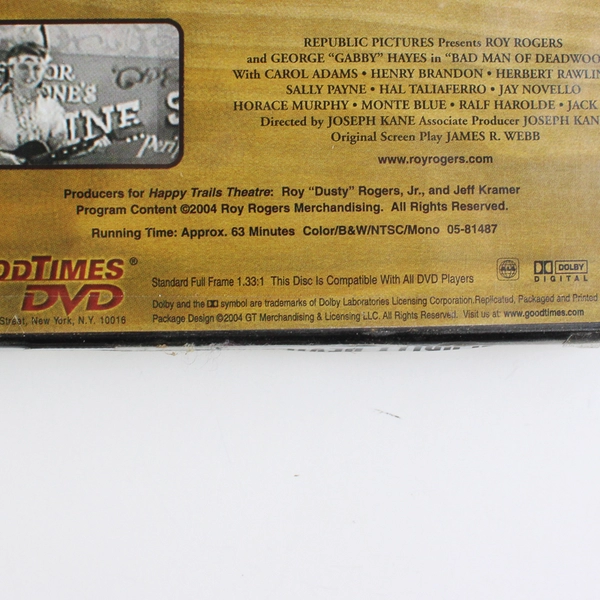 REPUBLIC PICTURES Presents ROY ROGERS
and GEORGE "GABBY" HAYES in "BAD MAN OF DEADWOO
With CAROL ADAMS • HENRY BRANDON • HERBERT RAWLIN
SALLY PAYNE • HAL TALIAFERRO • JAY NOVELLO
HORACE MURPHY • MONTE BLUE • RALF HAROLDE • JACK
Directed by JOSEPH KANE Associate Producer JOSEPH KAN
Original Screen Play JAMES R. WEBB
www.royrogers.com
Producers for Happy Trails Theatre: Roy "Dusty" Rogers, Jr., and Jeff Kramer
Program Content ©2004 Roy Rogers Merchandising. All Rights Reserved.
Running Time: Approx. 63 Minutes Color/B&W/NTSC/Mono 05-81487
ODTIMES®
DVD
Street, New York, N.Y. 10016
Standard Full Frame 1.33:1 This Disc Is Compatible With All DVD Players
DOLBY
DIGITAL
Dolby and the symbol are trademarks of Dolby Laboratories Licensing Corporation.Replicated, Packaged and Printed
Package Design ©2004 GT Merchandising & Licensing LLC. All Rights Reserved. Visit us at: www.goodtimes.com